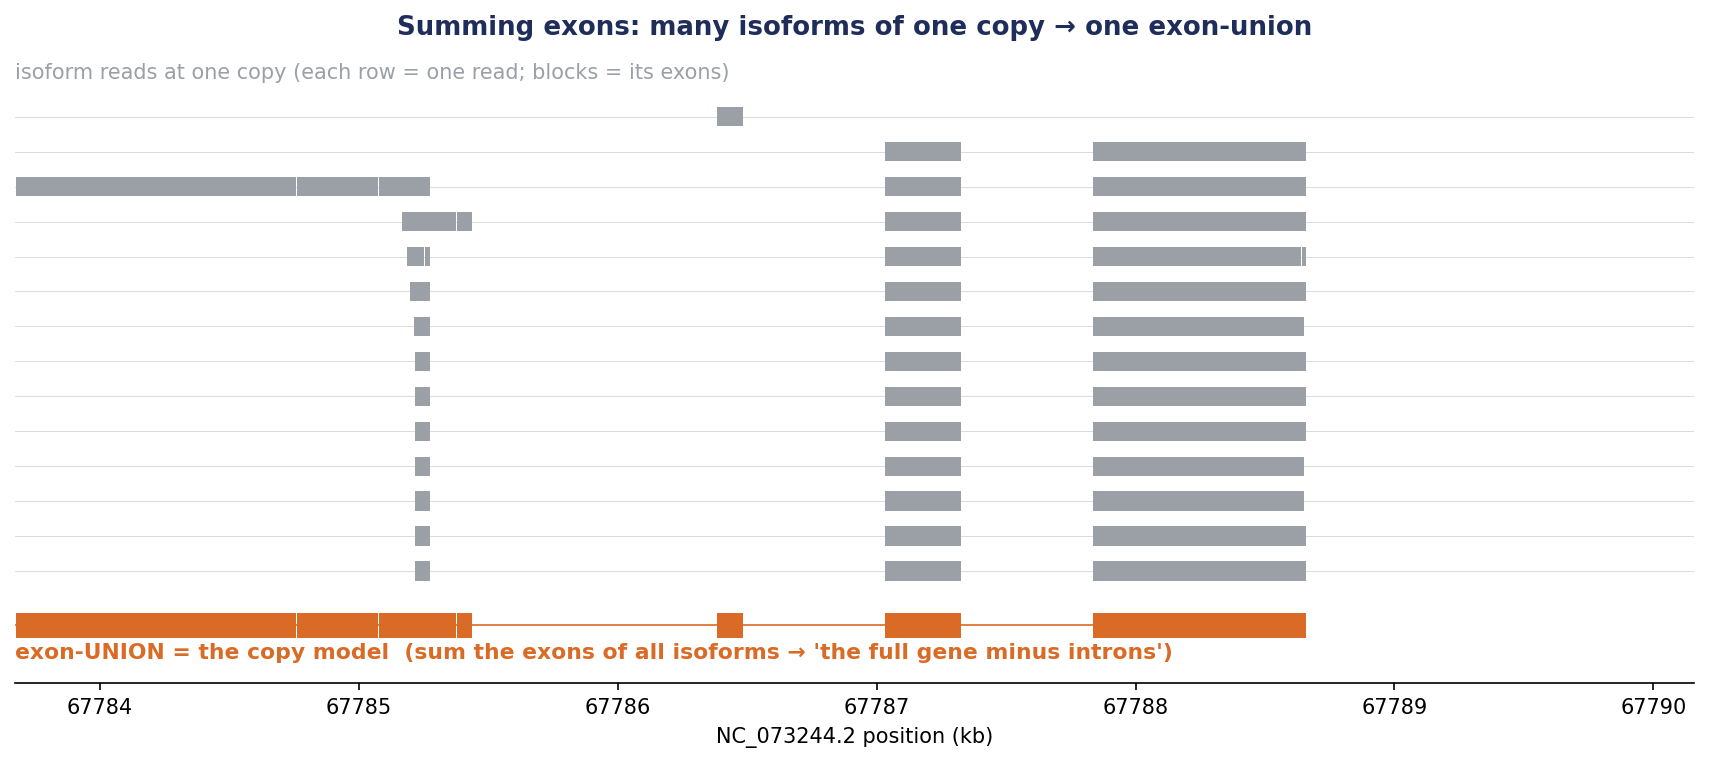 Summing exons: many isoforms of one copy → one exon-union
isoform reads at one copy (each row = one read; blocks = its exons)
exon-UNION = the copy model  (sum the exons of all isoforms → 'the full gene minus introns')
67784 67785 67786 67787 67788 67789 67790
NC_073244.2 position (kb)